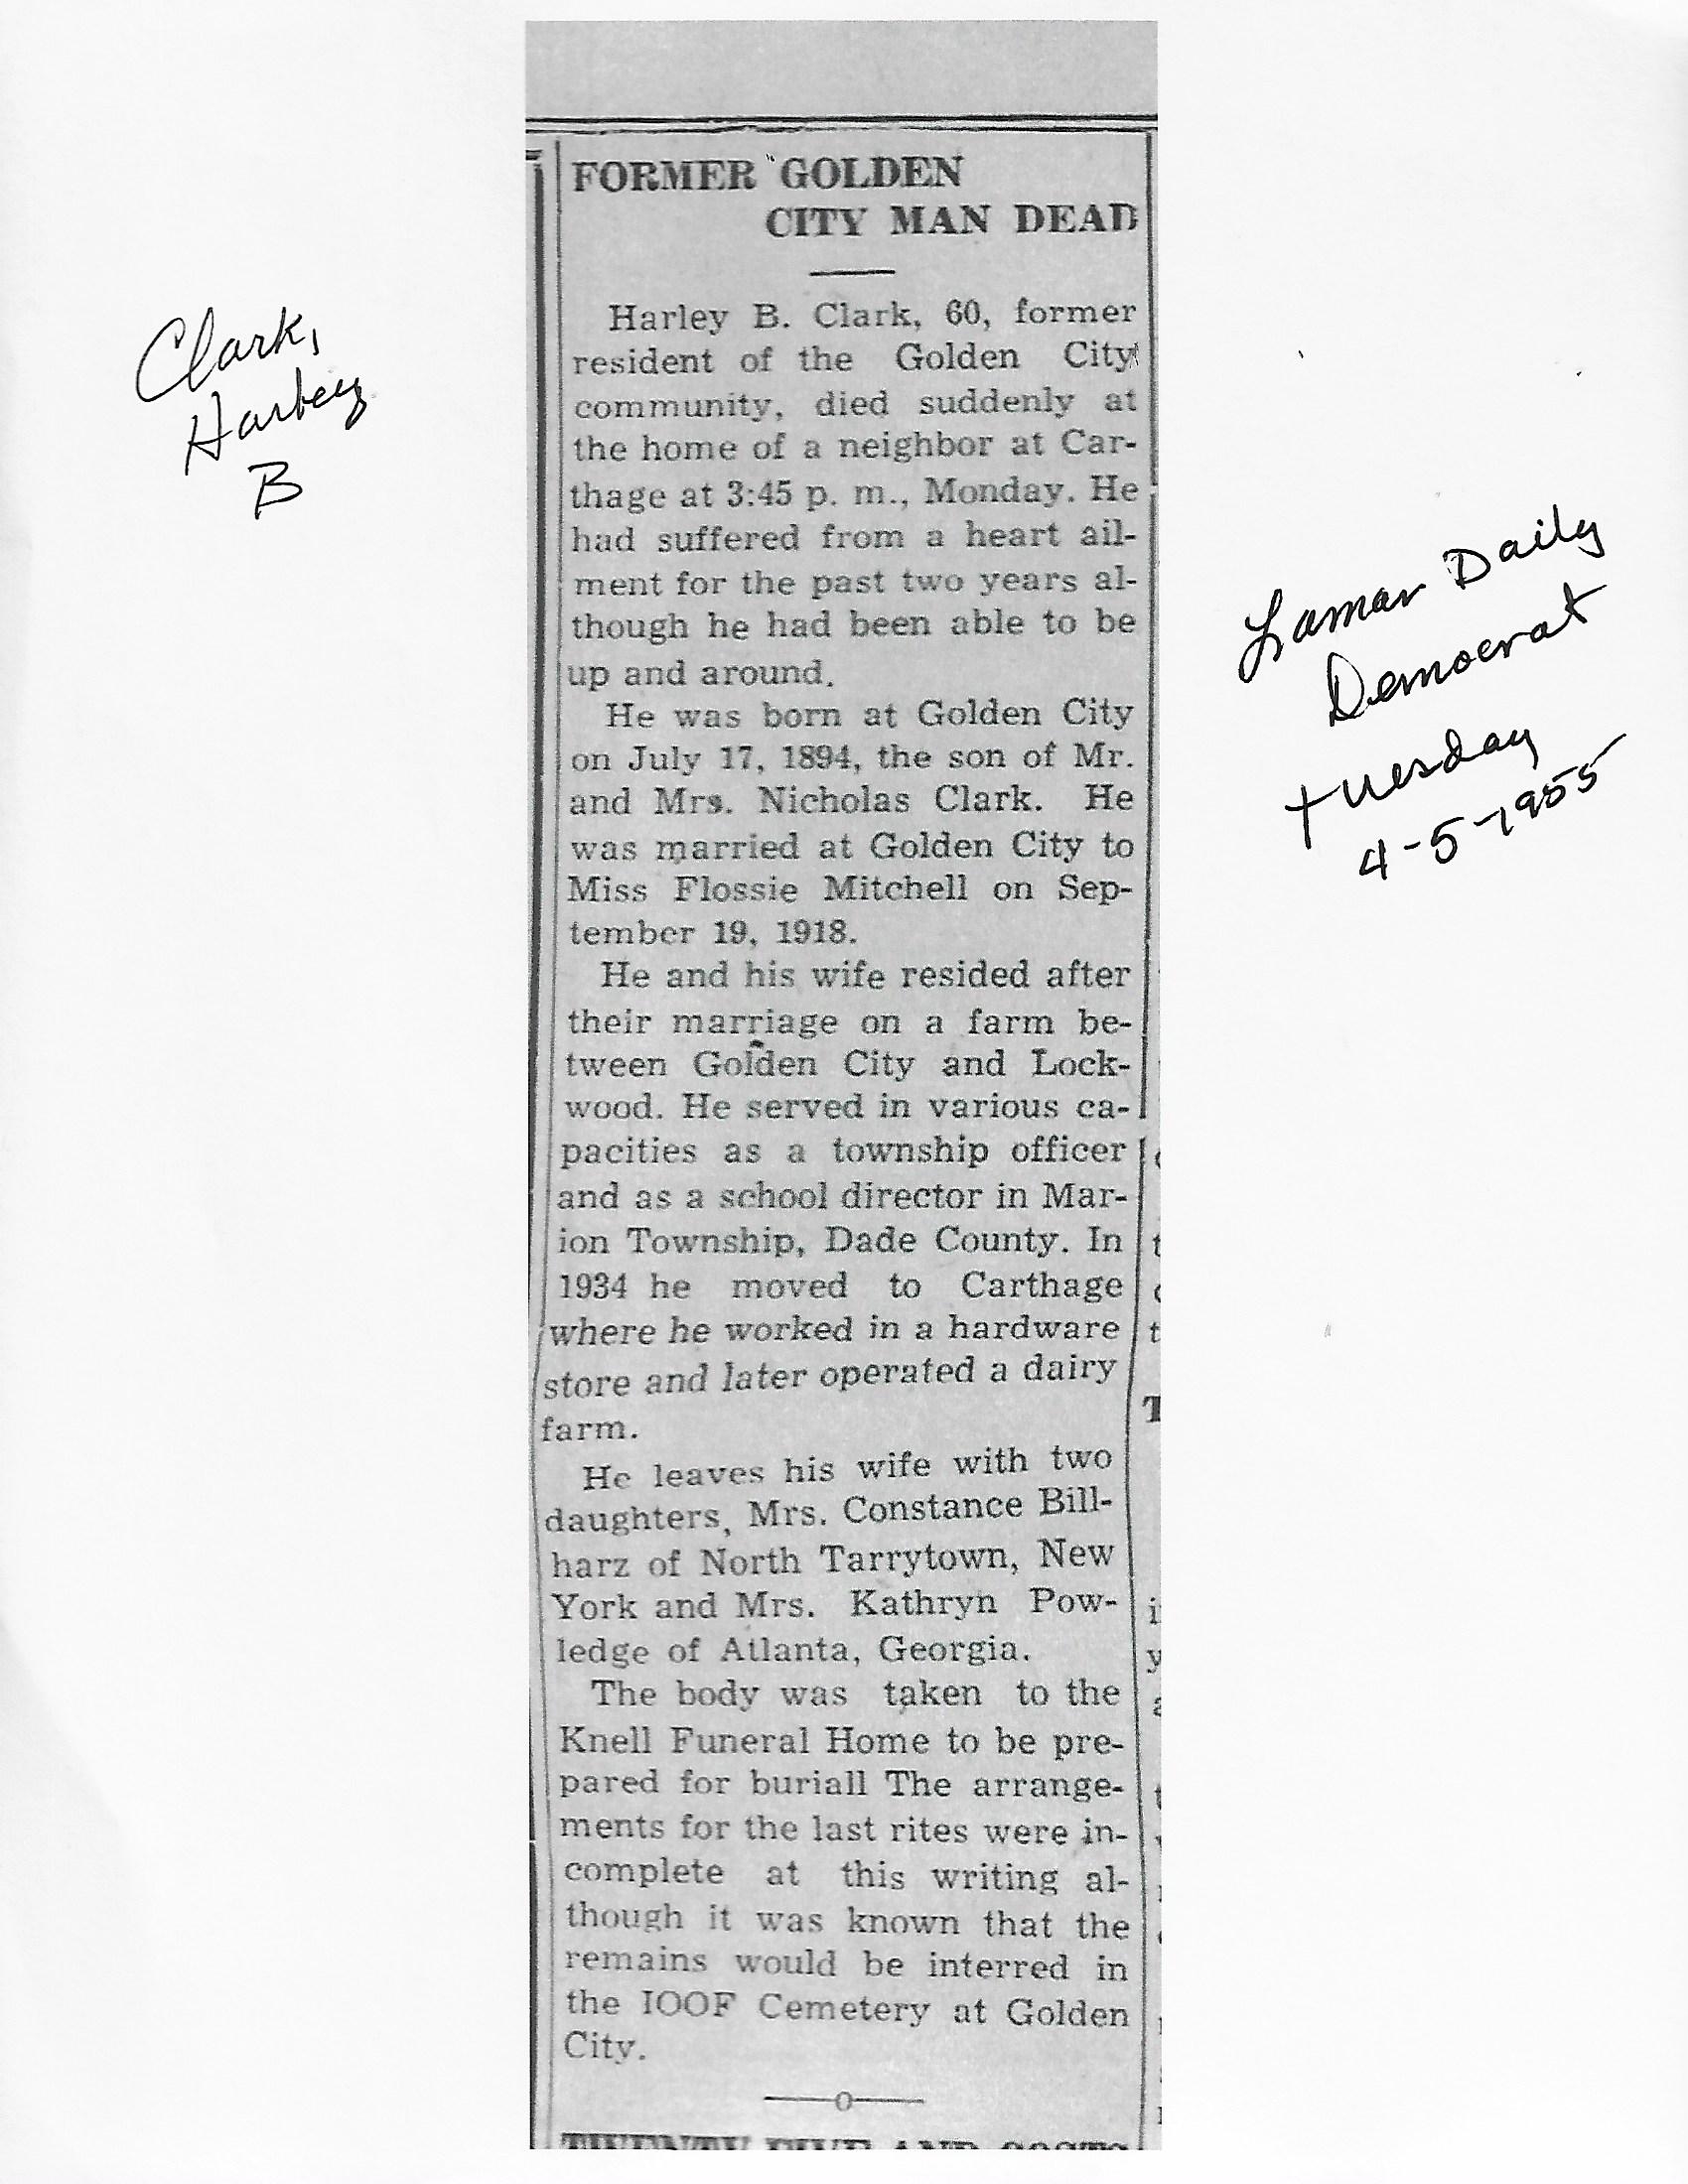 FORMER GOLDEN
CITY MAN DEAD
Harley B. Clark, 60, former
resident of the Golden City
community, died suddenly at
the home of a neighbor at Car-
thage at 3:45 p. m., Monday. He
had suffered from a heart ail-
ment for the past two years al-
though he had been able to be
up and around.
He was born at Golden City
on July 17, 1894, the son of Mr.
and Mrs. Nicholas Clark. He
was married at Golden City to
Miss Flossie Mitchell on Sep-
tember 19, 1918.
He and his wife resided after
their marriage on a farm be-
tween Golden City and Lock-
wood. He served in various ca-
pacities as a township officer
and as a school director in Mar-
ion Township, Dade County. In
1934 he moved to Carthage
where he worked in a hardware
store and later operated a dairy
farm.
He leaves his wife with two
daughters, Mrs. Constance Bill-
harz of North Tarrytown, New
York and Mrs. Kathryn Pow-
ledge of Atlanta, Georgia.
The body was taken to the
Knell Funeral Home to be pre-
pared for buriall The arrange-
ments for the last rites were in-
complete at this writing al-
though it was known that the
remains would be interred in
the IOOF Cemetery at Golden
City.
Clark,
Harley
B
Lamar Daily
Democrat
Tuesday
4-5-1955